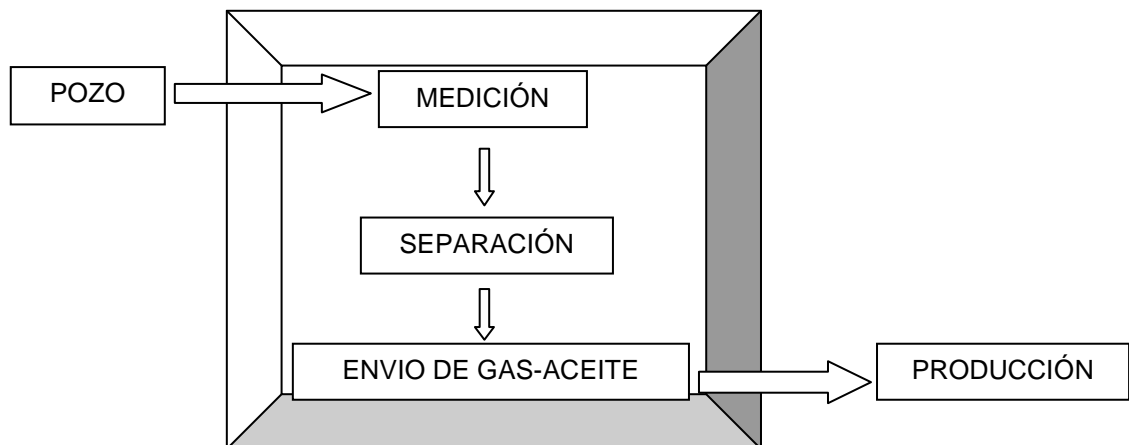 POZO
MEDICIÓN
SEPARACIÓN
ENVIO DE GAS-ACEITE
PRODUCCIÓN